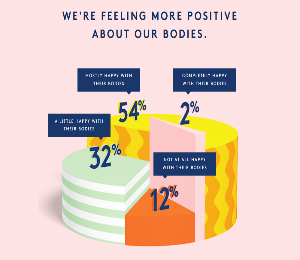 WE'RE FEELING MORE POSITIVE
ABOUT OUR BODIES.
MOSTLY HAPPY WITH
THEIR BODIES
54%
COMPLETELY HAPPY
WITH THEIR BODIES
2%
A LITTLE HAPPY WITH
THEIR BODIES
32%
NOT AT ALL HAPPY
WITH THEIR BODIES
12%